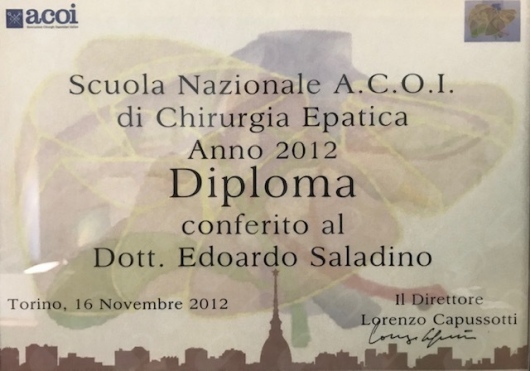 acoi
Scuola Nazionale A.C.O.I.
di Chirurgia Epatica
Anno 2012
Diploma
conferito al
Dott. Edoardo Saladino
Torino, 16 Novembre 2012
Il Direttore
Lorenzo Capussotti